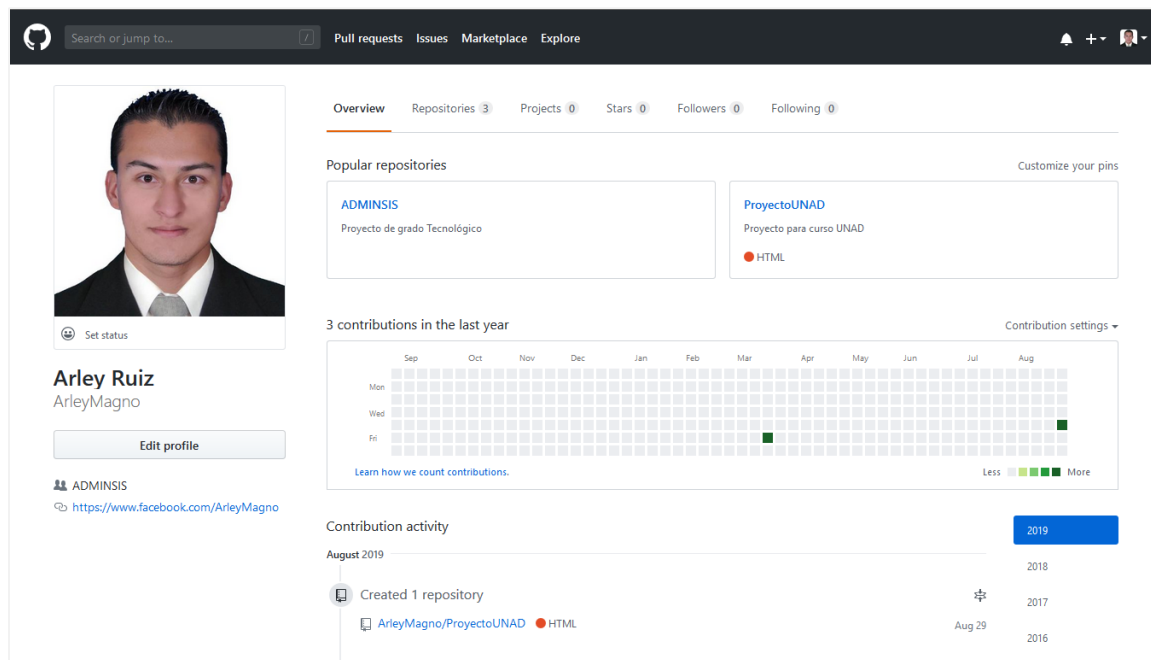 Search or jump to... /
Pull requests Issues Marketplace Explore
Overview Repositories 3 Projects 0 Stars 0 Followers 0 Following 0
Set status
Arley Ruiz
ArleyMagno
Edit profile
ADMINSIS
https://www.facebook.com/ArleyMagno
Popular repositories Customize your pins
ADMINSIS
Proyecto de grado Tecnológico
ProyectoUNAD
Proyecto para curso UNAD
HTML
3 contributions in the last year Contribution settings
Sep Oct Nov Dec Jan Feb Mar Apr May Jun Jul Aug
Mon
Wed
Fri
Learn how we count contributions. Less More
Contribution activity
August 2019
Created 1 repository
ArleyMagno/ProyectoUNAD HTML Aug 29
2019
2018
2017
2016